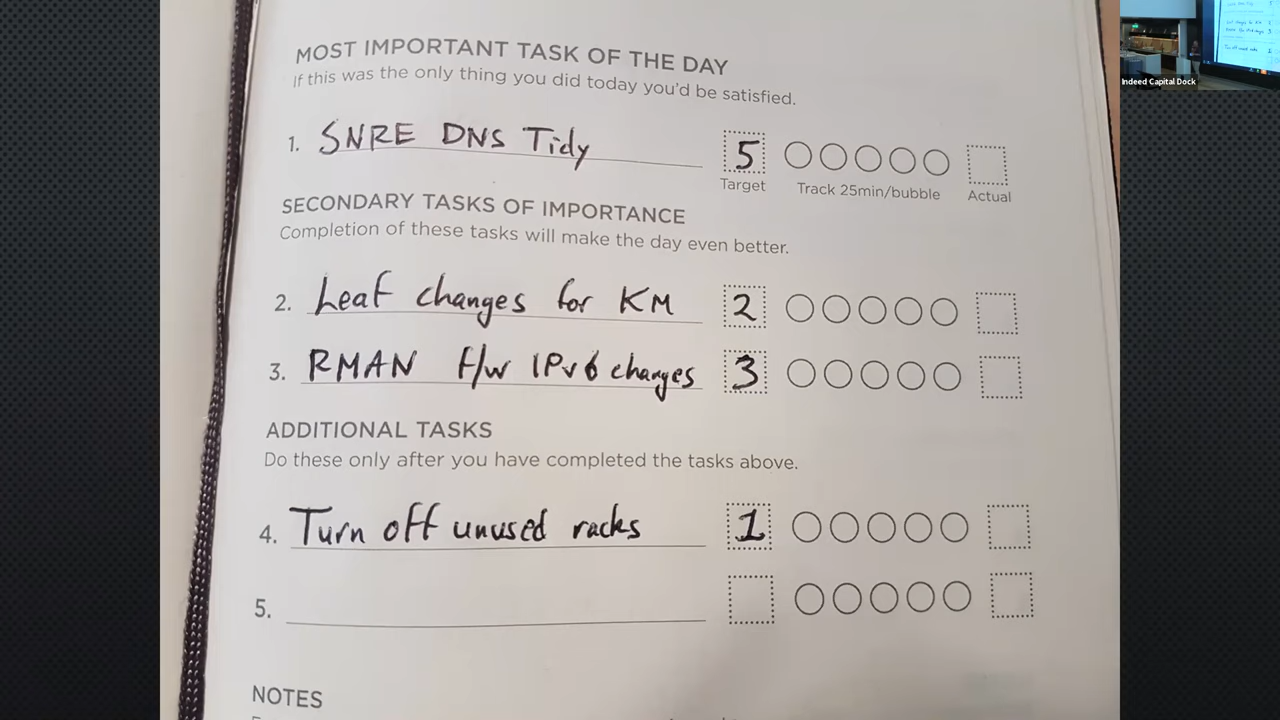 MOST IMPORTANT TASK OF THE DAY
If this was the only thing you did today you'd be satisfied.
1. SNRE DNS Tidy 5
Target Track 25min/bubble Actual
SECONDARY TASKS OF IMPORTANCE
Completion of these tasks will make the day even better.
2. Leaf changes for KM 2
3. RMAN f/w IPv6 changes 3
ADDITIONAL TASKS
Do these only after you have completed the tasks above.
4. Turn off unused racks 1
5.
NOTES
Indeed Capital Dock